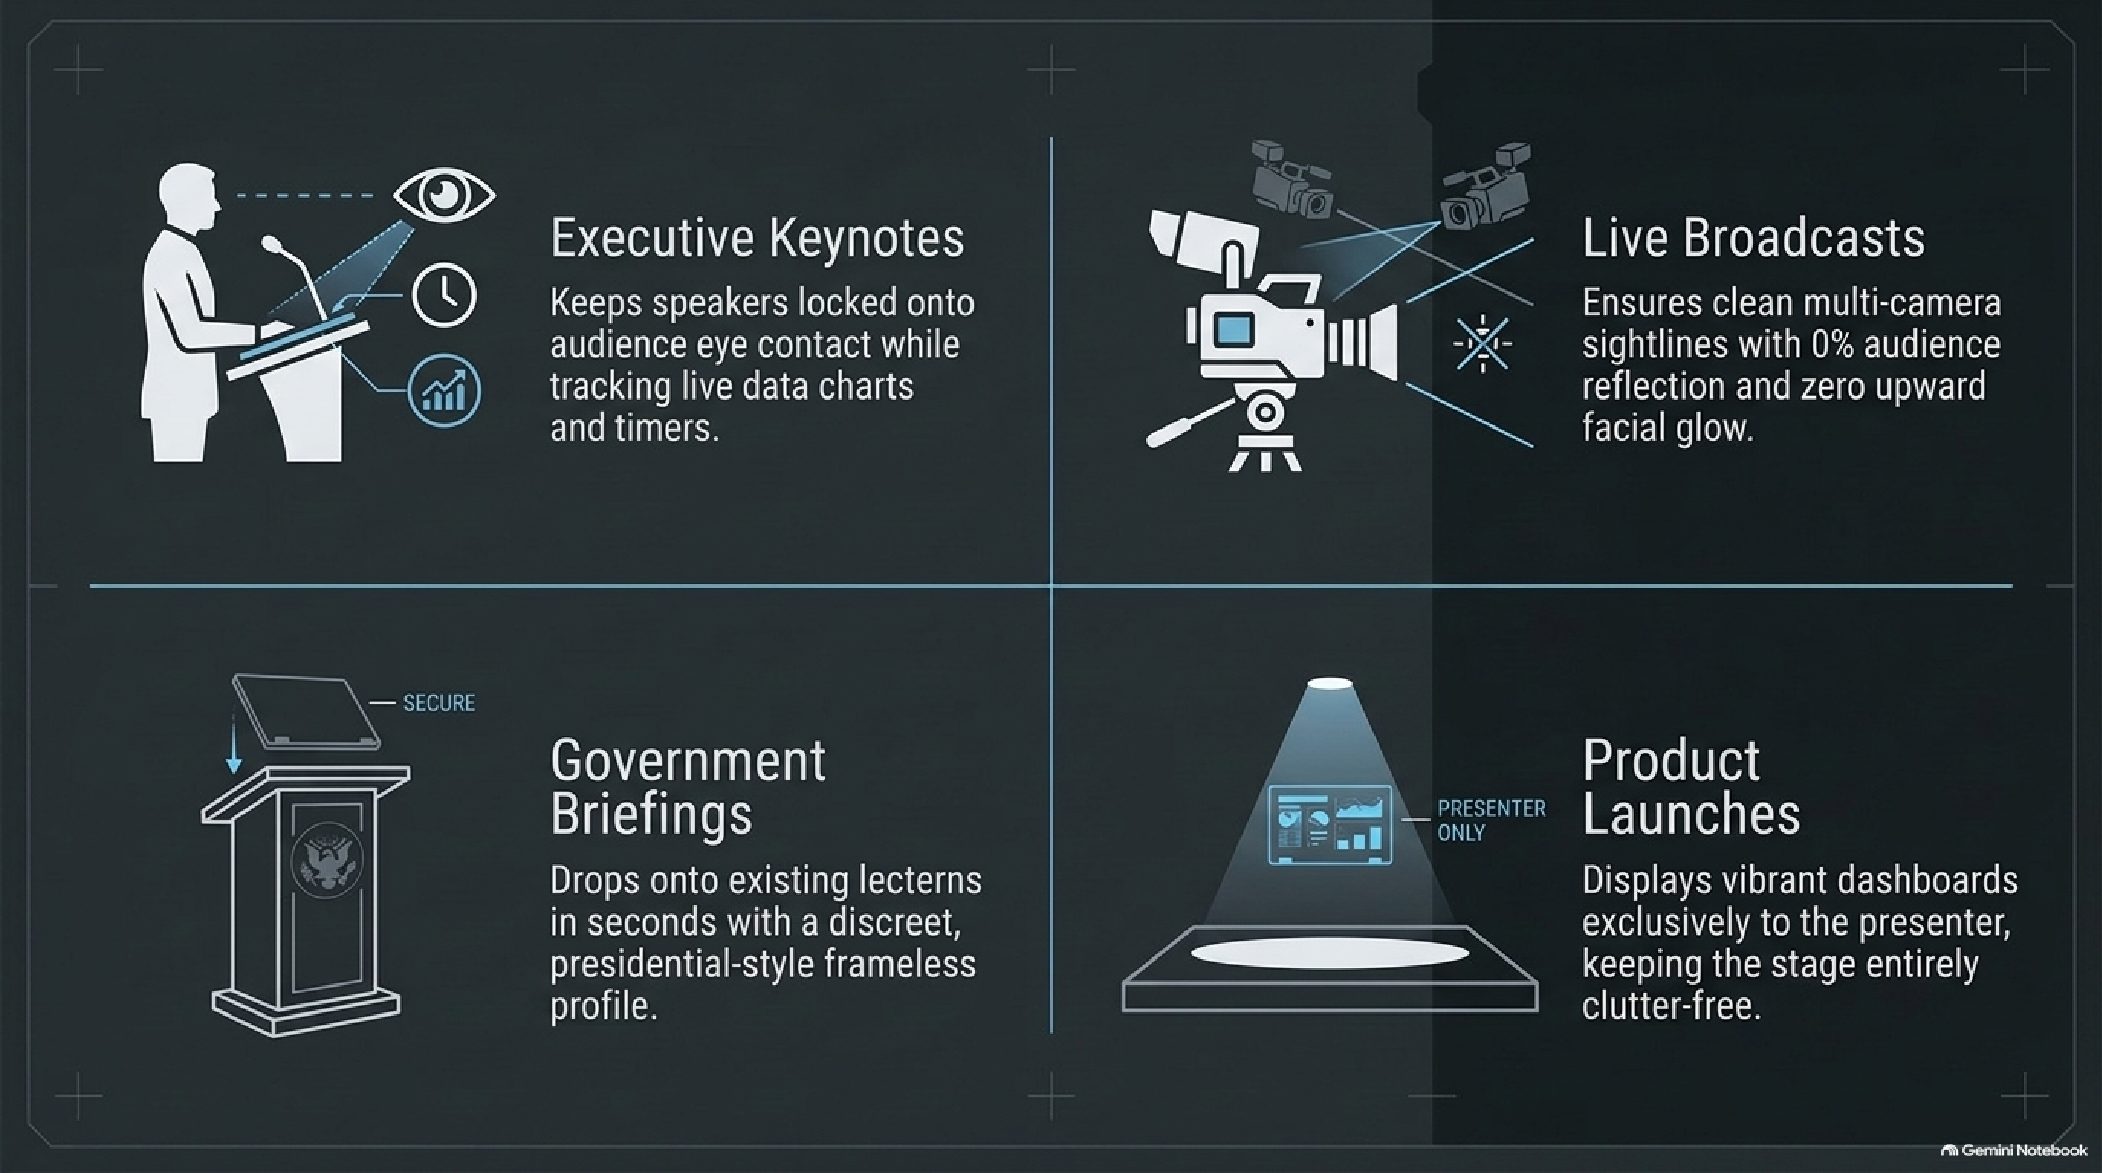 Executive Keynotes
Keeps speakers locked onto
audience eye contact while
tracking live data charts
and timers.
Live Broadcasts
Ensures clean multi-camera
sightlines with 0% audience
reflection and zero upward
facial glow.
SECURE
Government
Briefings
Drops onto existing lecterns
in seconds with a discreet,
presidential-style frameless
profile.
PRESENTER
ONLY
Product
Launches
Displays vibrant dashboards
exclusively to the presenter,
keeping the stage entirely
clutter-free.
Gemini Notebook